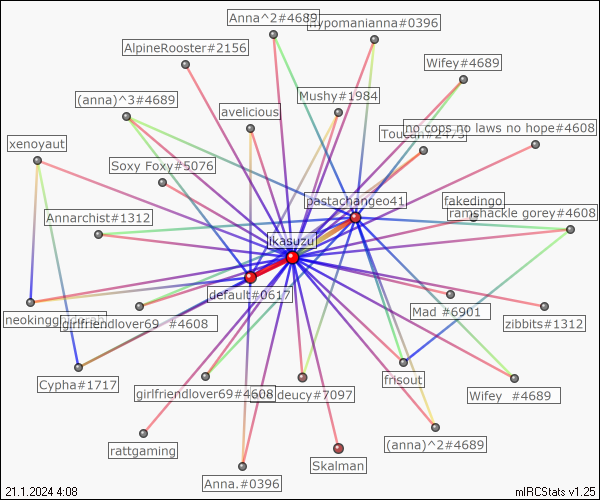 Anna^2#4689
hypomanianna#0396
AlpineRooster#2156
Wifey#4689
(anna)^3#4689
Mushy#1984
avelicious
no cops no laws no hope#4608
Toucan#2473
xenoyaut
Soxy Foxy#5076
pastachangeo41
fakedingo
ramshackle gorey#4608
Annarchist#1312
Ikasuzu
default#0617
neokingg
girlfriendlover69 #4608
Mad #6901
zibbits#1312
Cypha#1717
girlfriendlover69#4608
deucy#7097
frisout
Wifey #4689
rattgaming
Skalman
(anna)^2#4689
Anna.#0396
21.1.2024 4:08
mIRCStats v1.25